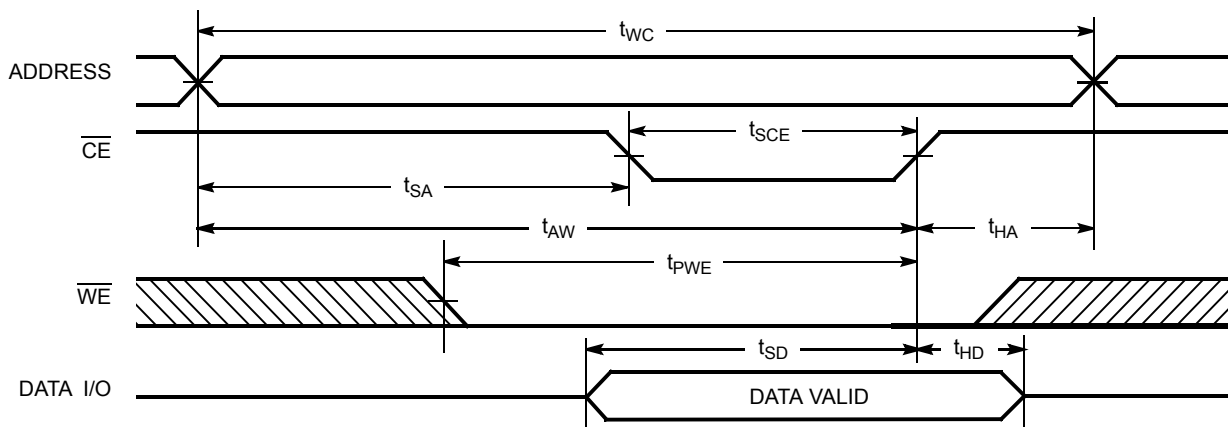 tWC
ADDRESS
CE
tSCE
tSA
tAW
tHA
tPWE
WE
tSD
tHD
DATA I/O
DATA VALID